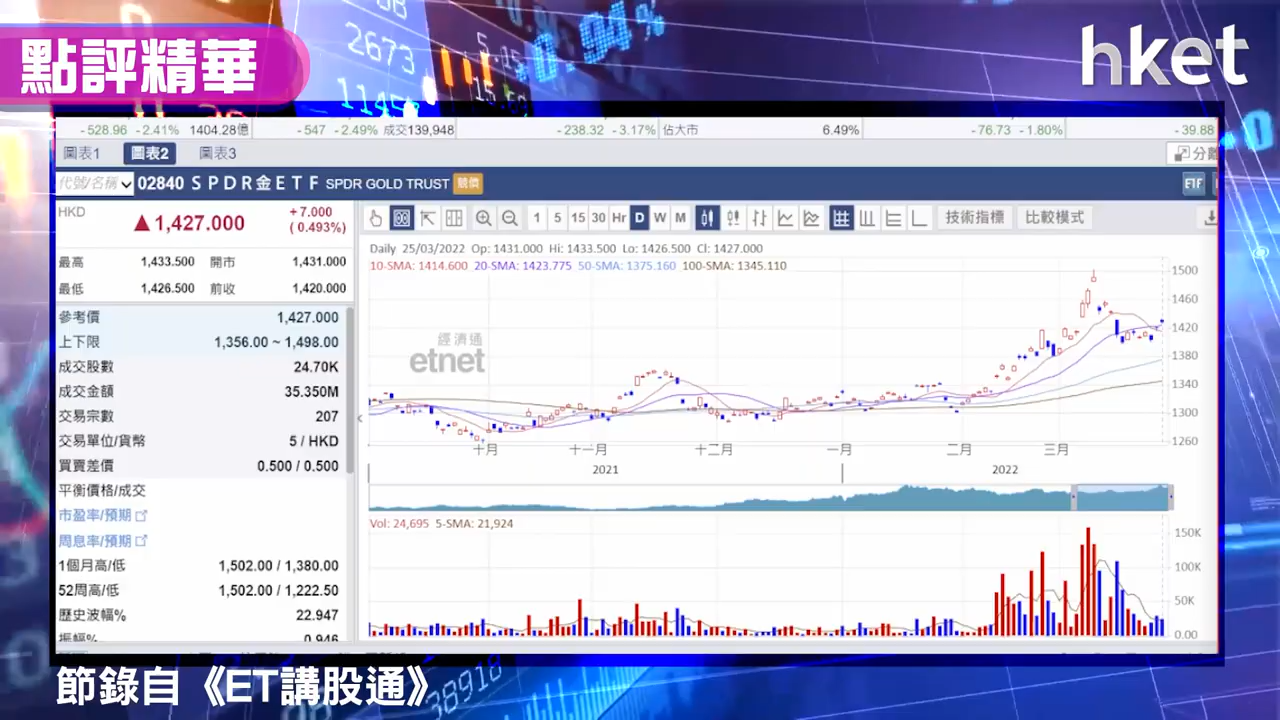 點評精華
hket
2673
0.94%
-528.96 -2.41% 1404.28億 -547 -2.49% 成交139,948 -238.32 -3.17% 佔大市 6.49% -76.73 -1.80% -39.88
圖表1 圖表2 圖表3 分離
代號/名稱 02840 SPDR金ETF SPDR GOLD TRUST 競價 ETF
HKD ▲1,427.000 +7.000 (0.493%)
最高 1,433.500 開市 1,431.000
最低 1,426.500 前收 1,420.000
參考價 1,427.000
上下限 1,356.00 ~ 1,498.00
成交股數 24.70K
成交金額 35.350M
交易宗數 207
交易單位/貨幣 5 / HKD
買賣差價 0.500 / 0.500
平衡價格/成交
市盈率/預期
周息率/預期
1個月高/低 1,502.00 / 1,380.00
52周高/低 1,502.00 / 1,222.50
歷史波幅% 22.947
振幅% 0.946
1 5 15 30 Hr D W M 技術指標 比較模式
Daily 25/03/2022 Op: 1431.000 Hi: 1433.500 Lo: 1426.500 Cl: 1427.000
10-SMA: 1414.600 20-SMA: 1423.775 50-SMA: 1375.160 100-SMA: 1345.110
1500
1460
1420
1380
1340
1300
1260
經濟通
etnet
十月 十一月 十二月 一月 二月 三月
2021 2022
Vol: 24,695 5-SMA: 21,924
150K
100K
50K
0.00
節錄自《ET講股通》
38918